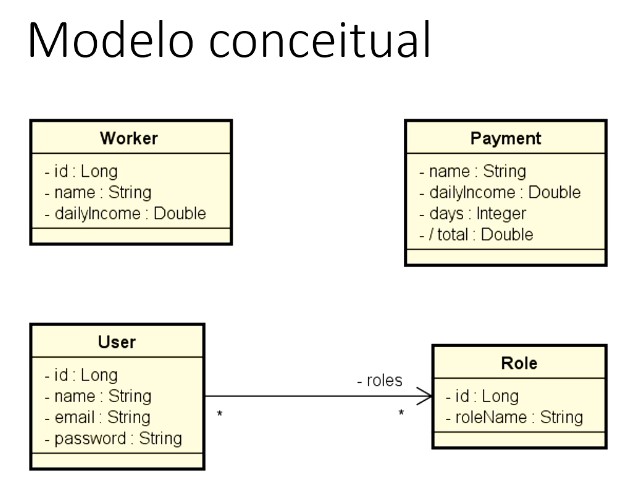 Modelo conceitual
Worker
- id : Long
- name : String
- dailyIncome : Double
Payment
- name : String
- dailyIncome : Double
- days : Integer
- / total : Double
User
- id : Long
- name : String
- email : String
- password : String
- roles
*
*
Role
- id : Long
- roleName : String